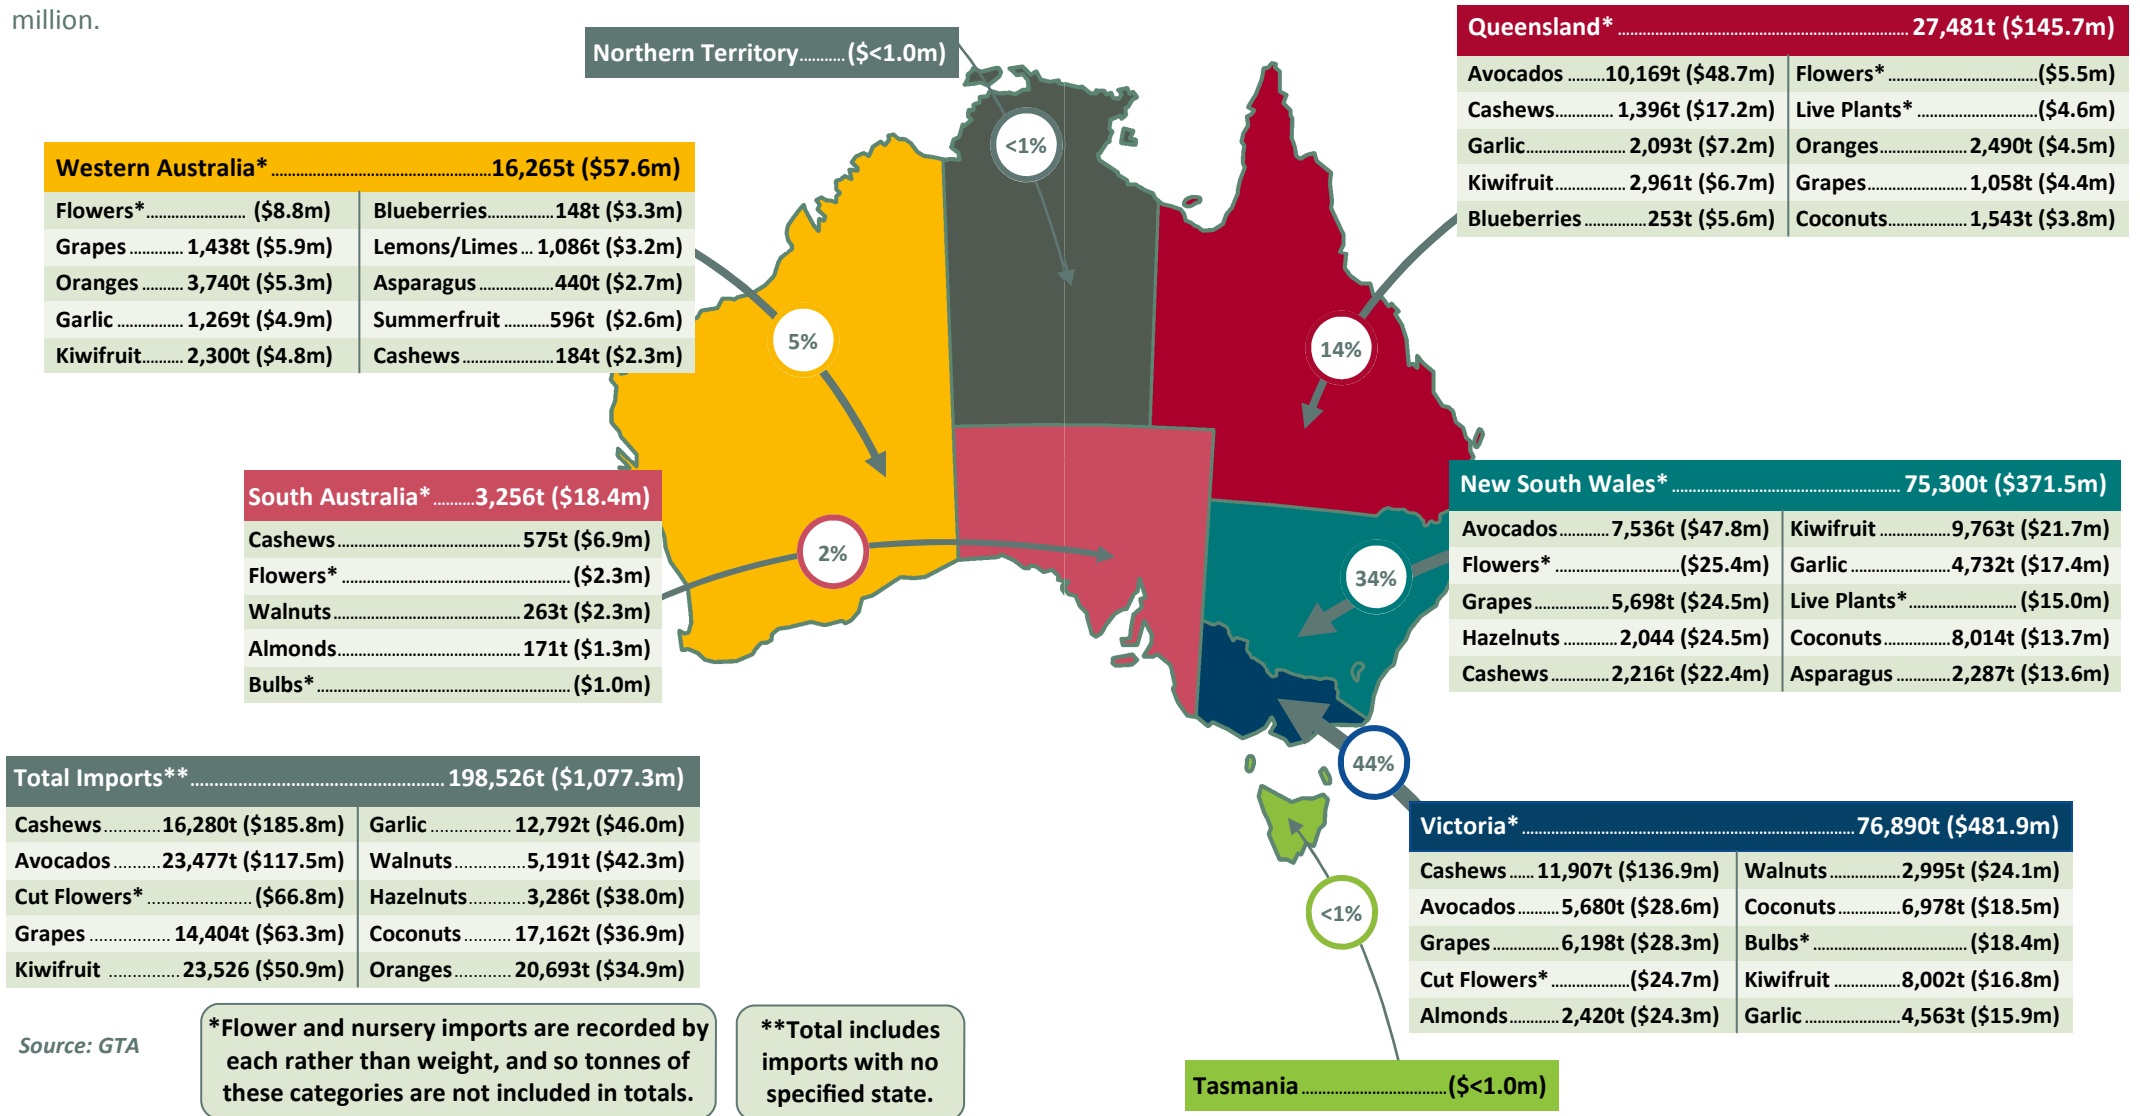 million.
Northern Territory...........($<1.0m)
<1%
Queensland* .......... 27,481t ($145.7m)
Avocados ........10,169t ($48.7m) Flowers* ..........($5.5m)
Cashews.............. 1,396t ($17.2m) Live Plants* ..........($4.6m)
Garlic.......... 2,093t ($7.2m) Oranges.......... 2,490t ($4.5m)
Kiwifruit.......... 2,961t ($6.7m) Grapes .......... 1,058t ($4.4m)
Blueberries ..........253t ($5.6m) Coconuts.......... 1,543t ($3.8m)
14%
Western Australia* ..........16,265t ($57.6m)
Flowers*.......... ($8.8m) Blueberries..........148t ($3.3m)
Grapes .......... 1,438t ($5.9m) Lemons/Limes ... 1,086t ($3.2m)
Oranges .......... 3,740t ($5.3m) Asparagus ..........440t ($2.7m)
Garlic .......... 1,269t ($4.9m) Summerfruit ..........596t ($2.6m)
Kiwifruit.......... 2,300t ($4.8m) Cashews.......... 184t ($2.3m)
5%
South Australia* ..........3,256t ($18.4m)
Cashews.......... 575t ($6.9m)
Flowers* .......... ($2.3m)
Walnuts .......... 263t ($2.3m)
Almonds.......... 171t ($1.3m)
Bulbs*.......... ($1.0m)
2%
New South Wales* .......... 75,300t ($371.5m)
Avocados..........7,536t ($47.8m) Kiwifruit .......... 9,763t ($21.7m)
Flowers* ..........($25.4m) Garlic .......... 4,732t ($17.4m)
Grapes ..........5,698t ($24.5m) Live Plants*.......... ($15.0m)
Hazelnuts ..........2,044 ($24.5m) Coconuts..........8,014t ($13.7m)
Cashews ..........2,216t ($22.4m) Asparagus ..........2,287t ($13.6m)
34%
44%
Total Imports**.......... 198,526t ($1,077.3m)
Cashews..........16,280t ($185.8m) Garlic .......... 12,792t ($46.0m)
Avocados ..........23,477t ($117.5m) Walnuts..........5,191t ($42.3m)
Cut Flowers* ..........($66.8m) Hazelnuts..........3,286t ($38.0m)
Grapes .......... 14,404t ($63.3m) Coconuts .......... 17,162t ($36.9m)
Kiwifruit .......... 23,526 ($50.9m) Oranges.......... 20,693t ($34.9m)
Victoria*..........76,890t ($481.9m)
Cashews ..... 11,907t ($136.9m) Walnuts ..........2,995t ($24.1m)
Avocados..........5,680t ($28.6m) Coconuts..........6,978t ($18.5m)
Grapes ..........6,198t ($28.3m) Bulbs* .......... ($18.4m)
Cut Flowers* ..........($24.7m) Kiwifruit ..........8,002t ($16.8m)
Almonds..........2,420t ($24.3m) Garlic ..........4,563t ($15.9m)
<1%
Tasmania ..........($<1.0m)
Source: GTA
*Flower and nursery imports are recorded by
each rather than weight, and so tonnes of
these categories are not included in totals.
**Total includes
imports with no
specified state.